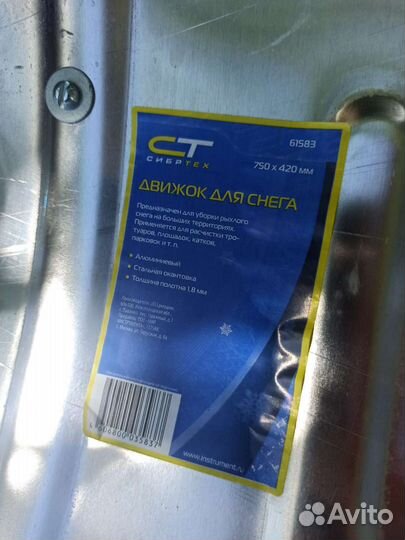 СТ
СИБРТЕХ
61583
750 х 420 мм
ДВИЖОК ДЛЯ СНЕГА
Предназначен для уборки рыхлого
снега на больших территориях.
Применяется для расчистки тро-
туаров, площадок, катков,
парковок и т. п.
• Алюминиевый
• Стальная окантовка
• Толщина полотна 1,8 мм
www.instrument.ru
Avito